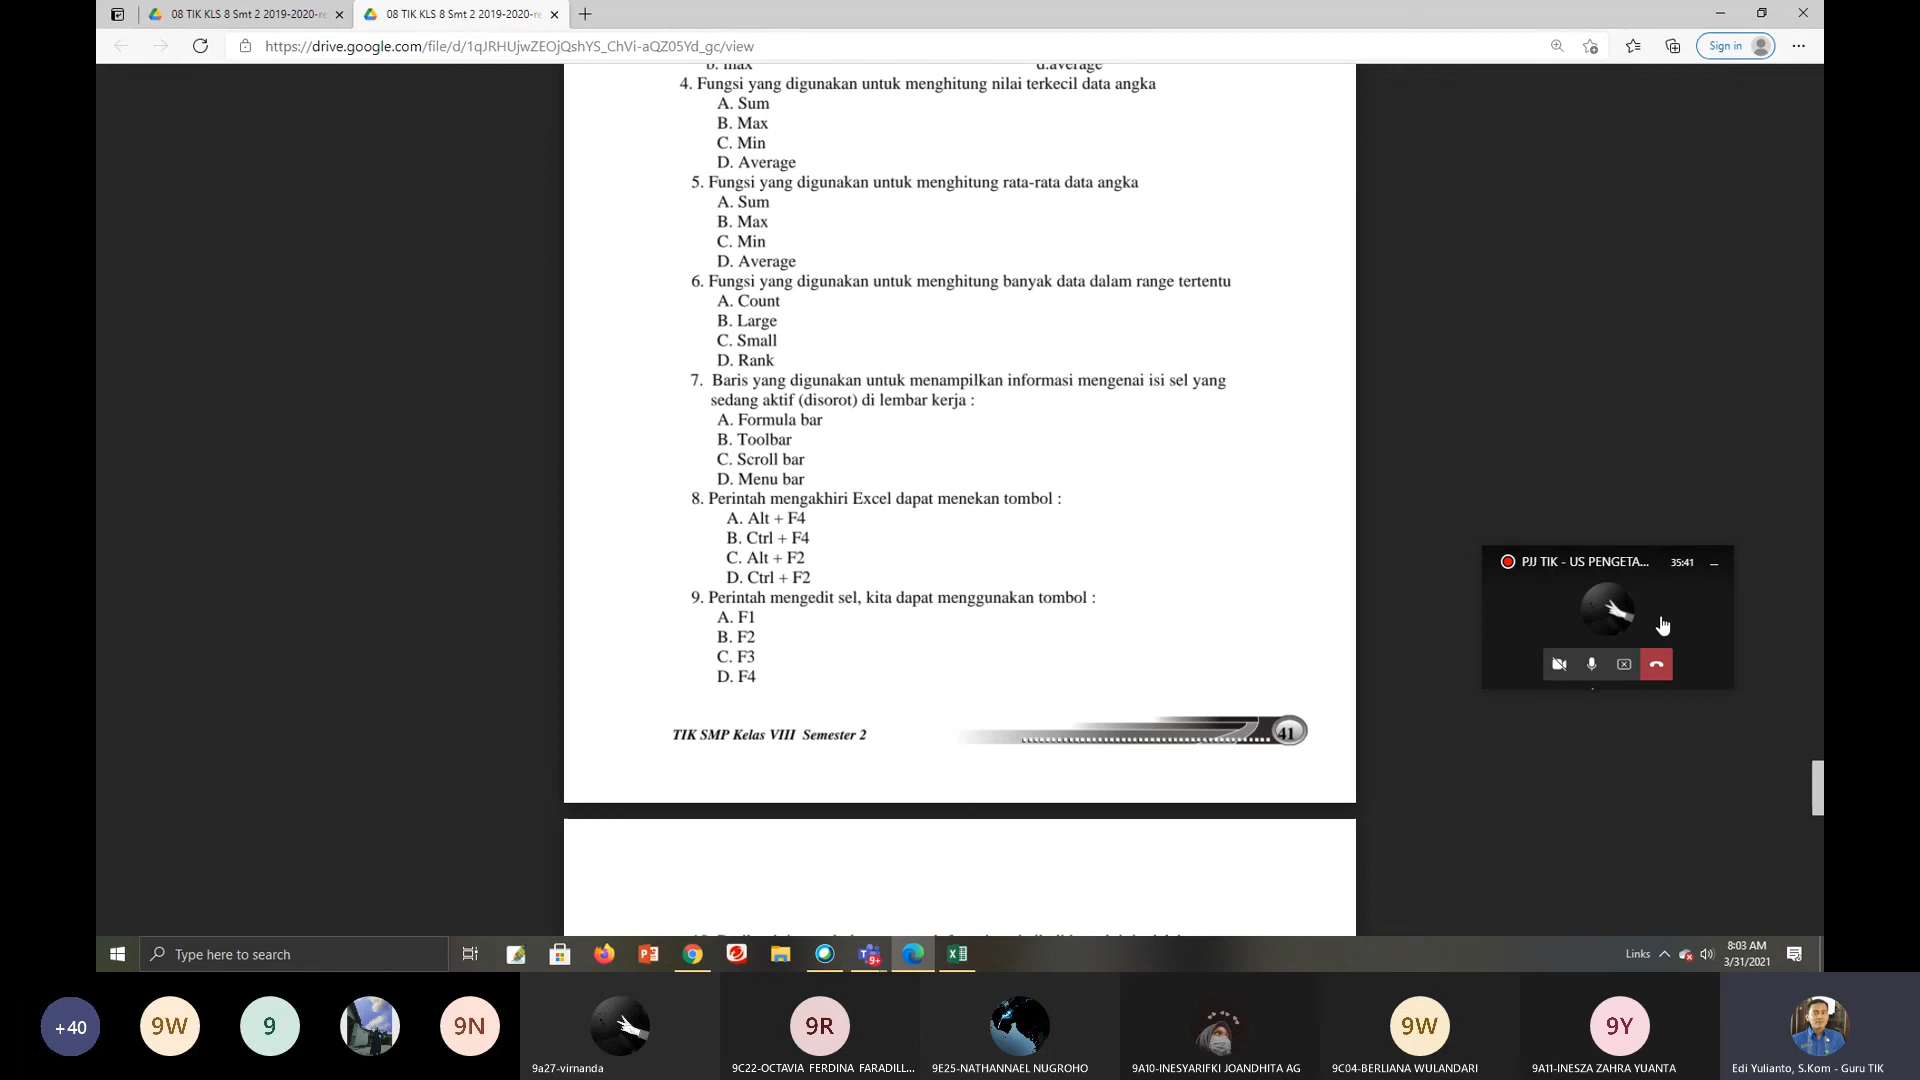 08 TIK KLS 8 Smt 2 2019-2020-re
08 TIK KLS 8 Smt 2 2019-2020-re
https://drive.google.com/file/d/1qJRHUjwZEOjQshYS_ChVi-aQZ05Yd_gc/view
Sign in
b. max d.average
4. Fungsi yang digunakan untuk menghitung nilai terkecil data angka
A. Sum
B. Max
C. Min
D. Average
5. Fungsi yang digunakan untuk menghitung rata-rata data angka
A. Sum
B. Max
C. Min
D. Average
6. Fungsi yang digunakan untuk menghitung banyak data dalam range tertentu
A. Count
B. Large
C. Small
D. Rank
7. Baris yang digunakan untuk menampilkan informasi mengenai isi sel yang
sedang aktif (disorot) di lembar kerja :
A. Formula bar
B. Toolbar
C. Scroll bar
D. Menu bar
8. Perintah mengakhiri Excel dapat menekan tombol :
A. Alt + F4
B. Ctrl + F4
C. Alt + F2
D. Ctrl + F2
9. Perintah mengedit sel, kita dapat menggunakan tombol :
A. F1
B. F2
C. F3
D. F4
TIK SMP Kelas VIII Semester 2
41
PJJ TIK - US PENGETA... 35:41
Type here to search
9+
Links
8:03 AM
3/31/2021
+40
9W
9
9N
9R
9W
9Y
9a27-virnanda
9C22-OCTAVIA FERDINA FARADILL...
9E25-NATHANNAEL NUGROHO
9A10-INESYARIFKI JOANDHITA AG
9C04-BERLIANA WULANDARI
9A11-INESZA ZAHRA YUANTA
Edi Yulianto, S.Kom - Guru TIK